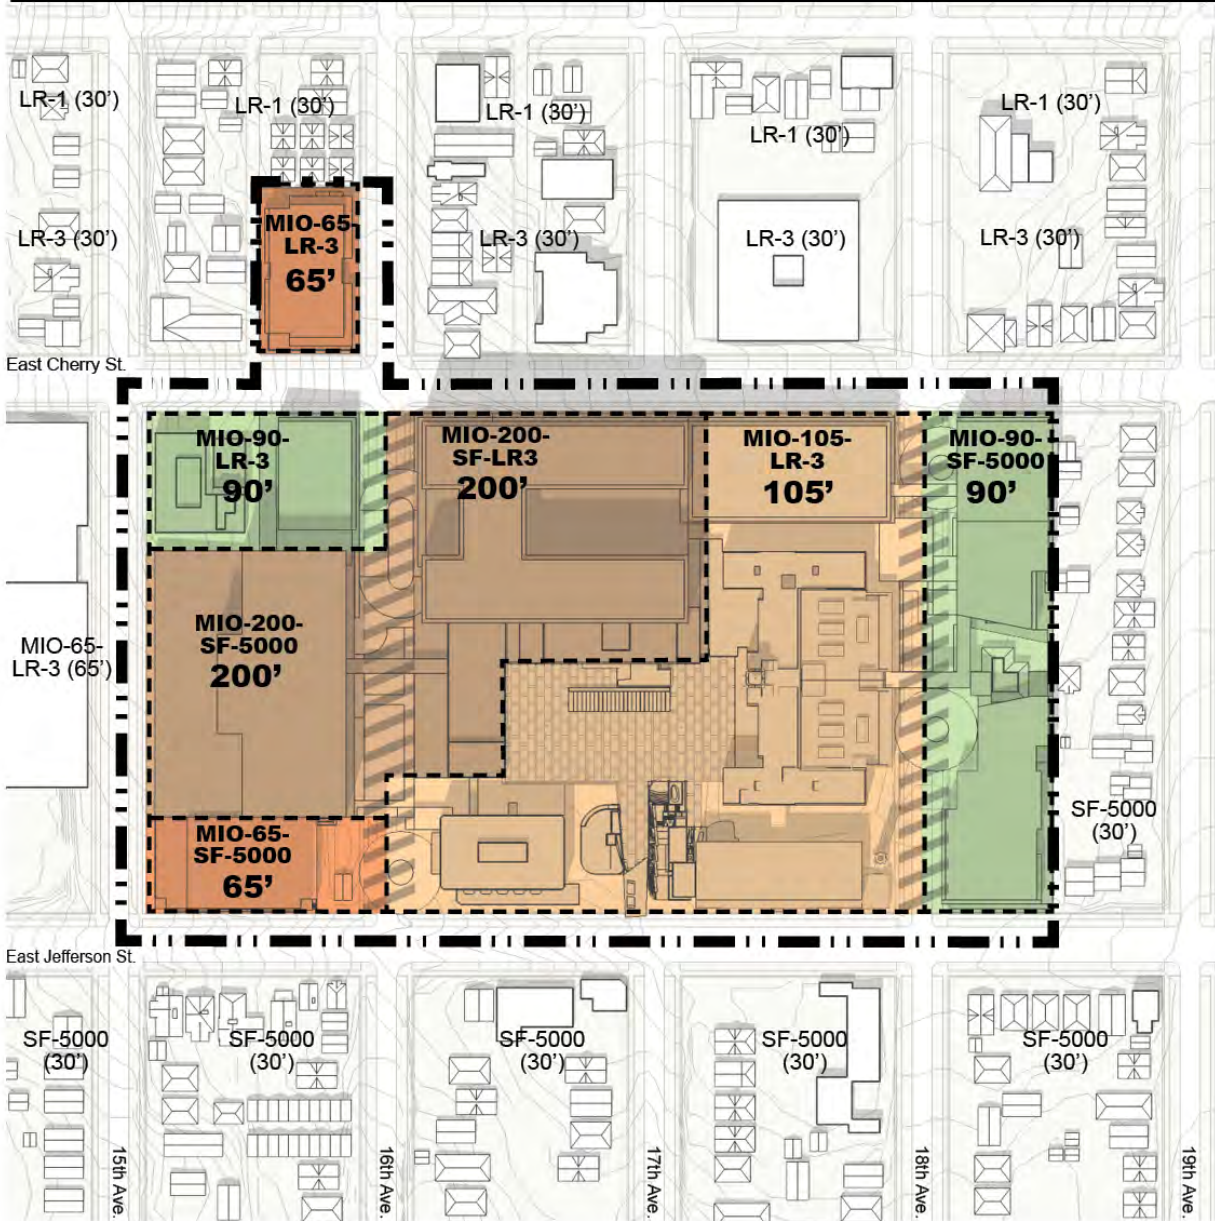 LR-1 (30')
LR-1 (30')
LR-1 (30')
LR-1 (30')
LR-1 (30')
LR-3 (30')
MIO-65-
LR-3
65’
LR-3 (30')
LR-3 (30')
LR-3 (30')
East Cherry St.
MIO-90-
LR-3
90’
MIO-200-
SF-LR3
200’
MIO-105-
LR-3
105’
MIO-90-
SF-5000
90’
MIO-65-
LR-3 (65')
MIO-200-
SF-5000
200’
MIO-65-
SF-5000
65’
SF-5000
(30')
East Jefferson St.
SF-5000
(30')
SF-5000
(30')
SF-5000
(30')
SF-5000
(30')
SF-5000
(30')
15th Ave.
16th Ave.
17th Ave.
18th Ave.
19th Ave.